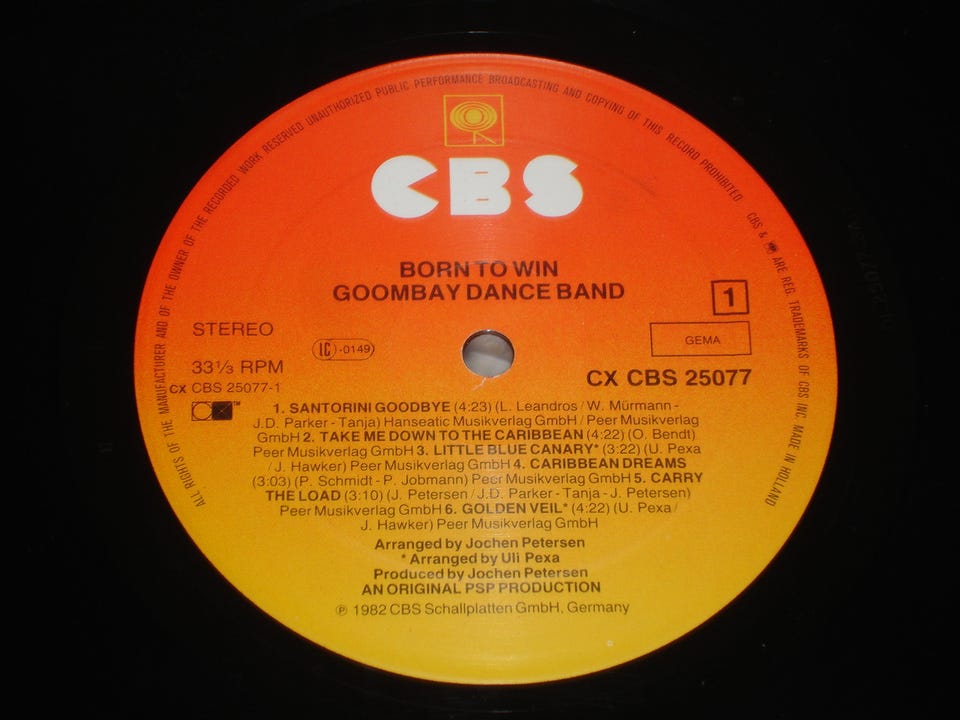 ALL RIGHTS OF THE MANUFACTURER AND OF THE OWNER OF THE RECORDED WORK RESERVED UNAUTHORIZED PUBLIC PERFORMANCE BROADCASTING AND COPYING OF THIS RECORD PROHIBITED
CBS & ARE REG. TRADEMARKS OF CBS INC. MADE IN HOLLAND
CBS
BORN TO WIN
GOOMBAY DANCE BAND
1
STEREO
LC-0149
GEMA
33⅓ RPM
CX CBS 25077-1
CX CBS 25077
CX™
1. SANTORINI GOODBYE (4:23) (L. Leandros / W. Mürmann -
J.D. Parker - Tanja) Hanseatic Musikverlag GmbH / Peer Musikverlag
GmbH 2. TAKE ME DOWN TO THE CARIBBEAN (4:22) (O. Bendt)
Peer Musikverlag GmbH 3. LITTLE BLUE CANARY* (3:22) (U. Pexa
/ J. Hawker) Peer Musikverlag GmbH 4. CARIBBEAN DREAMS
(3:03) (P. Schmidt - P. Jobmann) Peer Musikverlag GmbH 5. CARRY
THE LOAD (3:10) (J. Petersen / J.D. Parker - Tanja - J. Petersen)
Peer Musikverlag GmbH 6. GOLDEN VEIL* (4:22) (U. Pexa /
J. Hawker) Peer Musikverlag GmbH
Arranged by Jochen Petersen
* Arranged by Uli Pexa
Produced by Jochen Petersen
AN ORIGINAL PSP PRODUCTION
℗ 1982 CBS Schallplatten GmbH, Germany